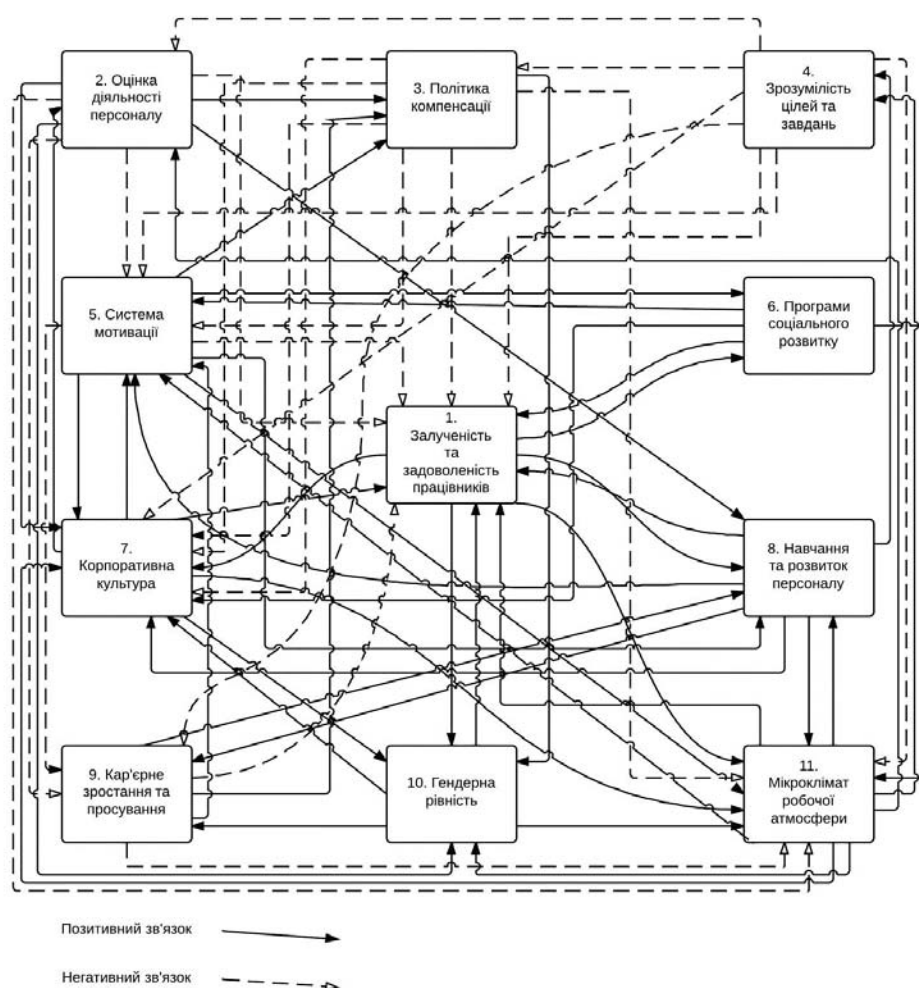 2. Оцінка
діяльності
персоналу
3. Політика
компенсації
4.
Зрозумілість
цілей та
завдань
5. Система
мотивації
6. Програми
соціального
розвитку
1.
Залученість
та
задоволеність
працівників
7.
Корпоративна
культура
8. Навчання
та розвиток
персоналу
9. Кар'єрне
зростання та
просування
10. Гендерна
рівність
11.
Мікроклімат
робочої
атмосфери
Позитивний зв'язок
Негативний зв'язок